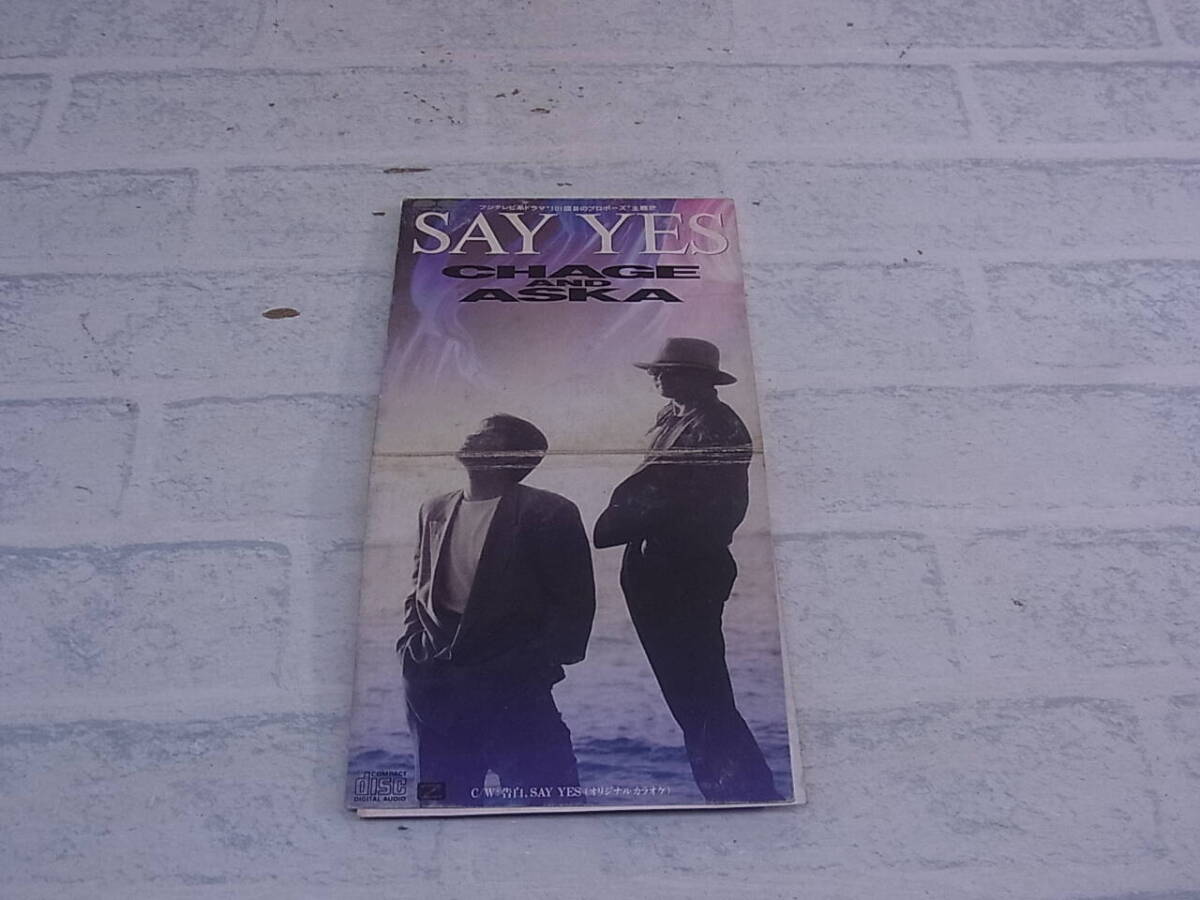 フジテレビ系ドラマ"101回目のプロポーズ"主題歌
SAY YES
CHAGE
AND
ASKA
COMPACT
disc
DIGITAL AUDIO
C/W:告白, SAY YES(オリジナルカラオケ)